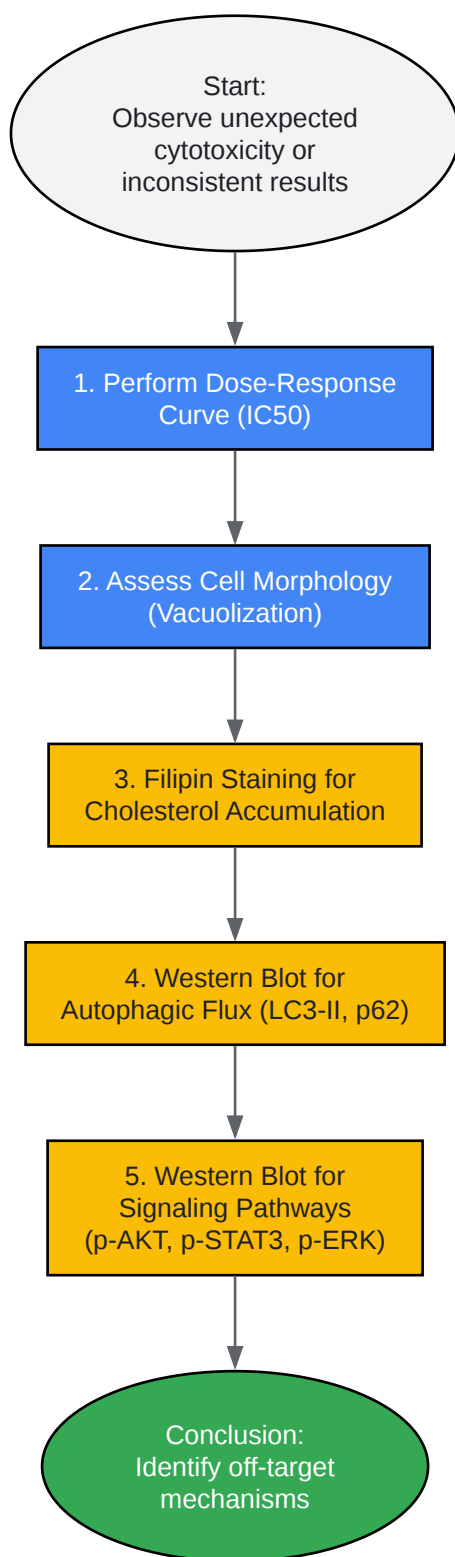 Start:
Observe unexpected
cytotoxicity or
inconsistent results
1. Perform Dose-Response
Curve (IC50)
2. Assess Cell Morphology
(Vacuolization)
3. Filipin Staining for
Cholesterol Accumulation
4. Western Blot for
Autophagic Flux (LC3-II, p62)
5. Western Blot for
Signaling Pathways
(p-AKT, p-STAT3, p-ERK)
Conclusion:
Identify off-target
mechanisms